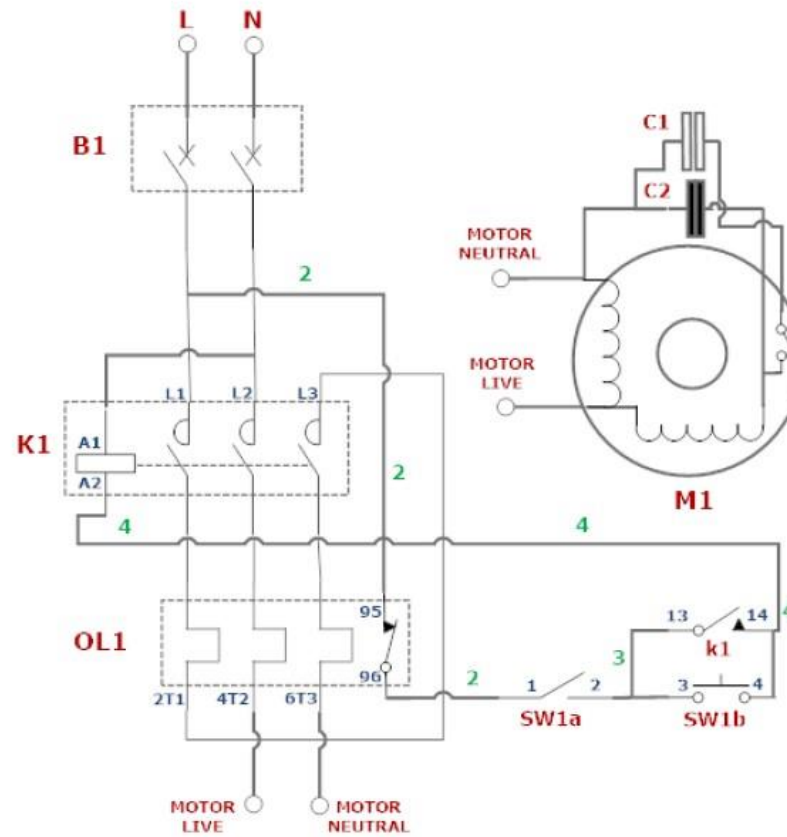 L
N
B1
C1
C2
MOTOR
NEUTRAL
2
MOTOR
LIVE
L1
L2
L3
K1
A1
A2
2
M1
4
4
4
95
13
14
OL1
k1
3
96
2
1
2
3
4
2T1
4T2
6T3
SW1a
SW1b
MOTOR
LIVE
MOTOR
NEUTRAL